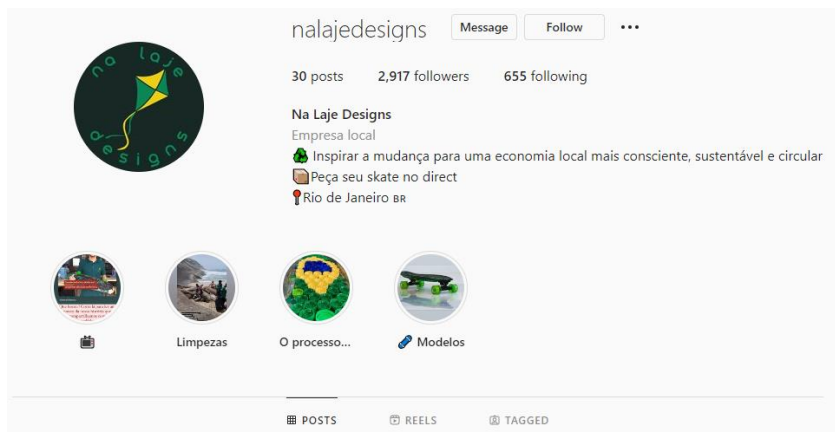 nalajedesigns Message Follow
na laje
designs
30 posts 2,917 followers 655 following
Na Laje Designs
Empresa local
Inspirar a mudança para uma economia local mais consciente, sustentável e circular
Peça seu skate no direct
Rio de Janeiro BR
Limpezas O processo... Modelos
POSTS REELS TAGGED